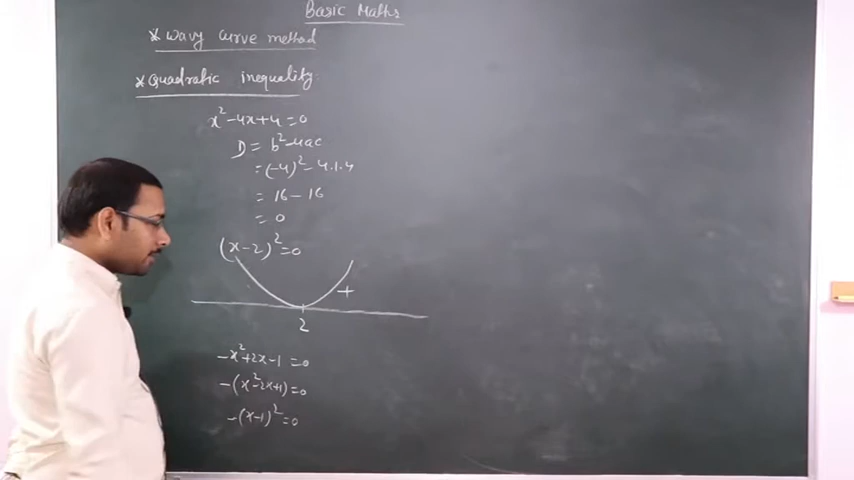 Basic Maths
* Wavy Curve method
* Quadratic inequality
x²-4x+4=0
D = b²-4ac
= (-4)² - 4.1.4
= 16 - 16
= 0
(x-2)²=0
+
2
-x²+2x-1=0
-(x²-2x+1)=0
-(x-1)²=0